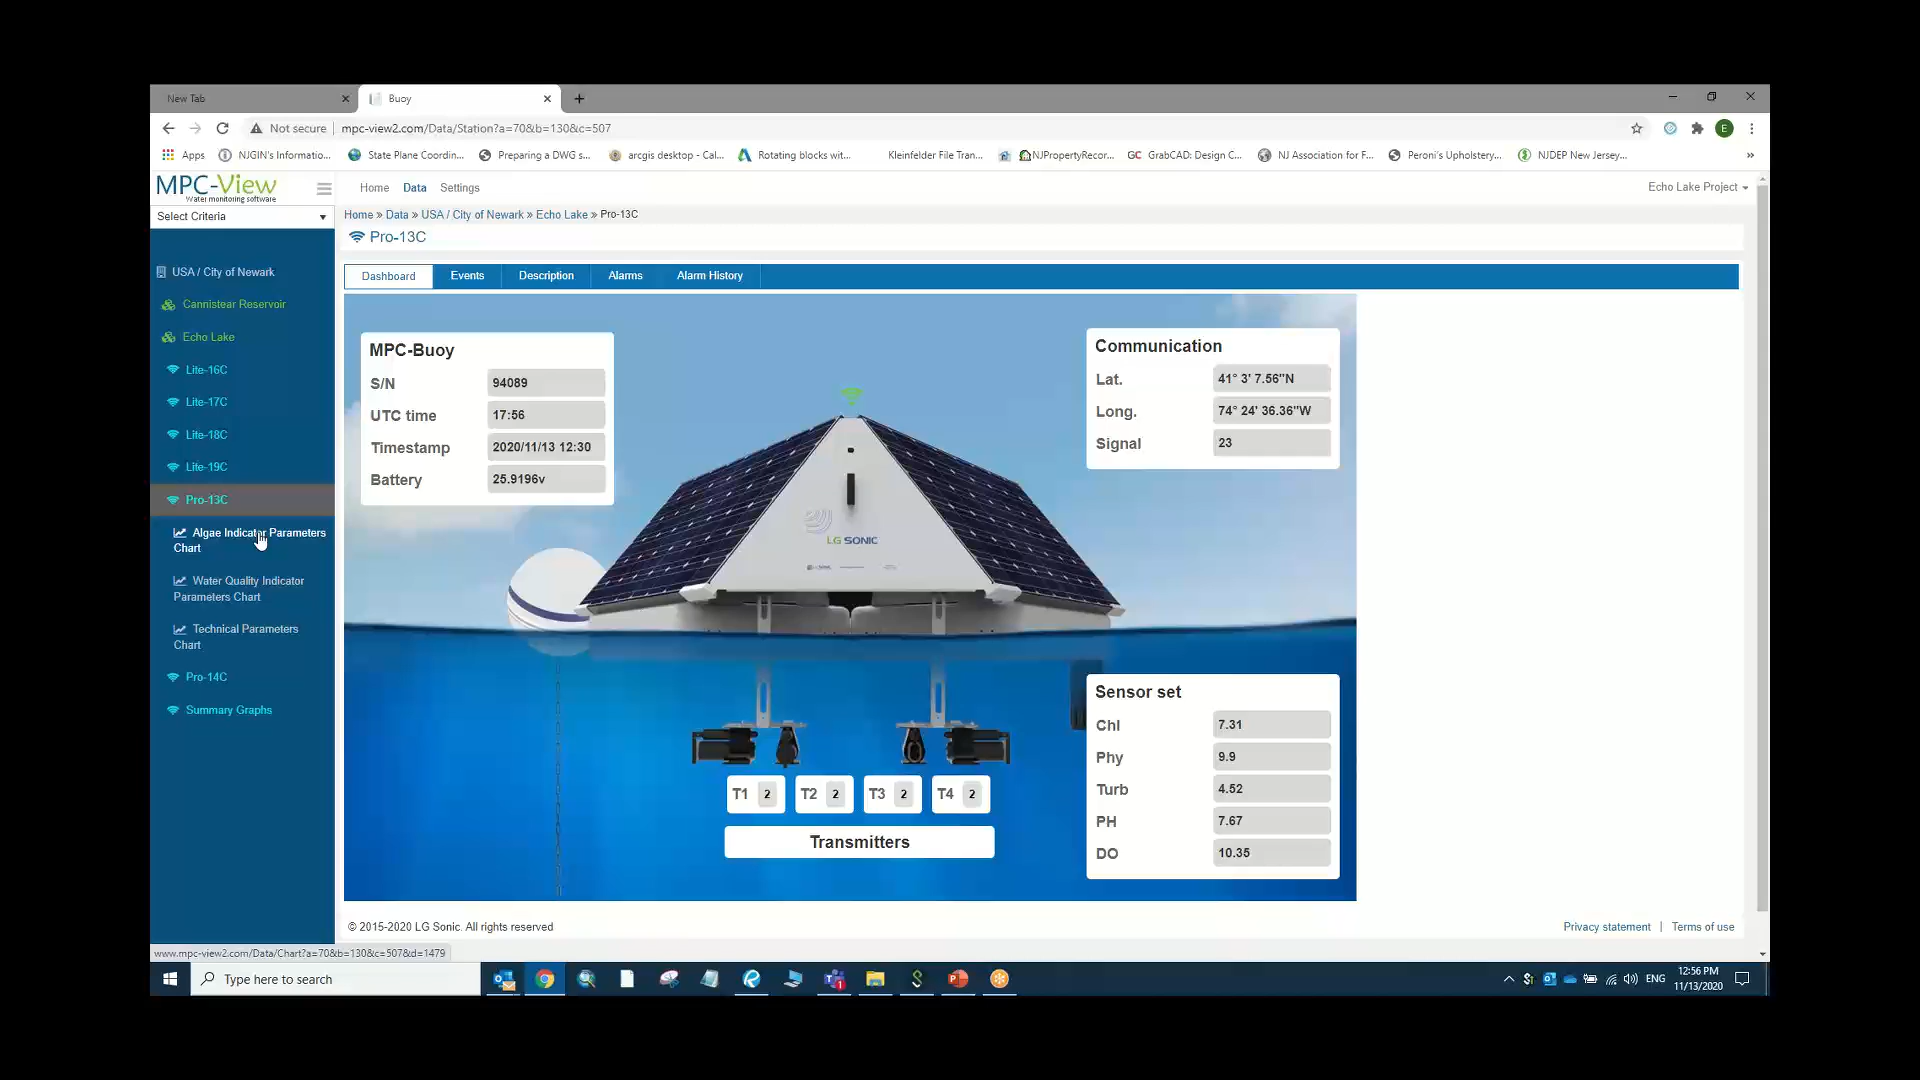 New Tab
Buoy
Not secure
mpc-view2.com/Data/Station?a=70&b=130&c=507
E
Apps
NJGIN's Informatio...
State Plane Coordin...
Preparing a DWG s...
arcgis desktop - Cal...
Rotating blocks wit...
Kleinfelder File Tran...
NJPropertyRecor...
GC GrabCAD: Design C...
NJ Association for F...
Peroni's Upholstery...
NJDEP New Jersey...
»
MPC-View
Water monitoring software
Home
Data
Settings
Echo Lake Project
Select Criteria
Home » Data » USA / City of Newark » Echo Lake » Pro-13C
Pro-13C
USA / City of Newark
Cannistear Reservoir
Echo Lake
Lite-16C
Lite-17C
Lite-18C
Lite-19C
Pro-13C
Algae Indicator Parameters
Chart
Water Quality Indicator
Parameters Chart
Technical Parameters
Chart
Pro-14C
Summary Graphs
Dashboard
Events
Description
Alarms
Alarm History
MPC-Buoy
S/N 94089
UTC time 17:56
Timestamp 2020/11/13 12:30
Battery 25.9196v
Communication
Lat. 41° 3' 7.56"N
Long. 74° 24' 36.36"W
Signal 23
LG SONIC
Sensor set
Chl 7.31
Phy 9.9
Turb 4.52
PH 7.67
DO 10.35
T1 2
T2 2
T3 2
T4 2
Transmitters
© 2015-2020 LG Sonic. All rights reserved
Privacy statement | Terms of use
www.mpc-view2.com/Data/Chart?a=70&b=130&c=507&d=1479
Type here to search
ENG
12:56 PM
11/13/2020